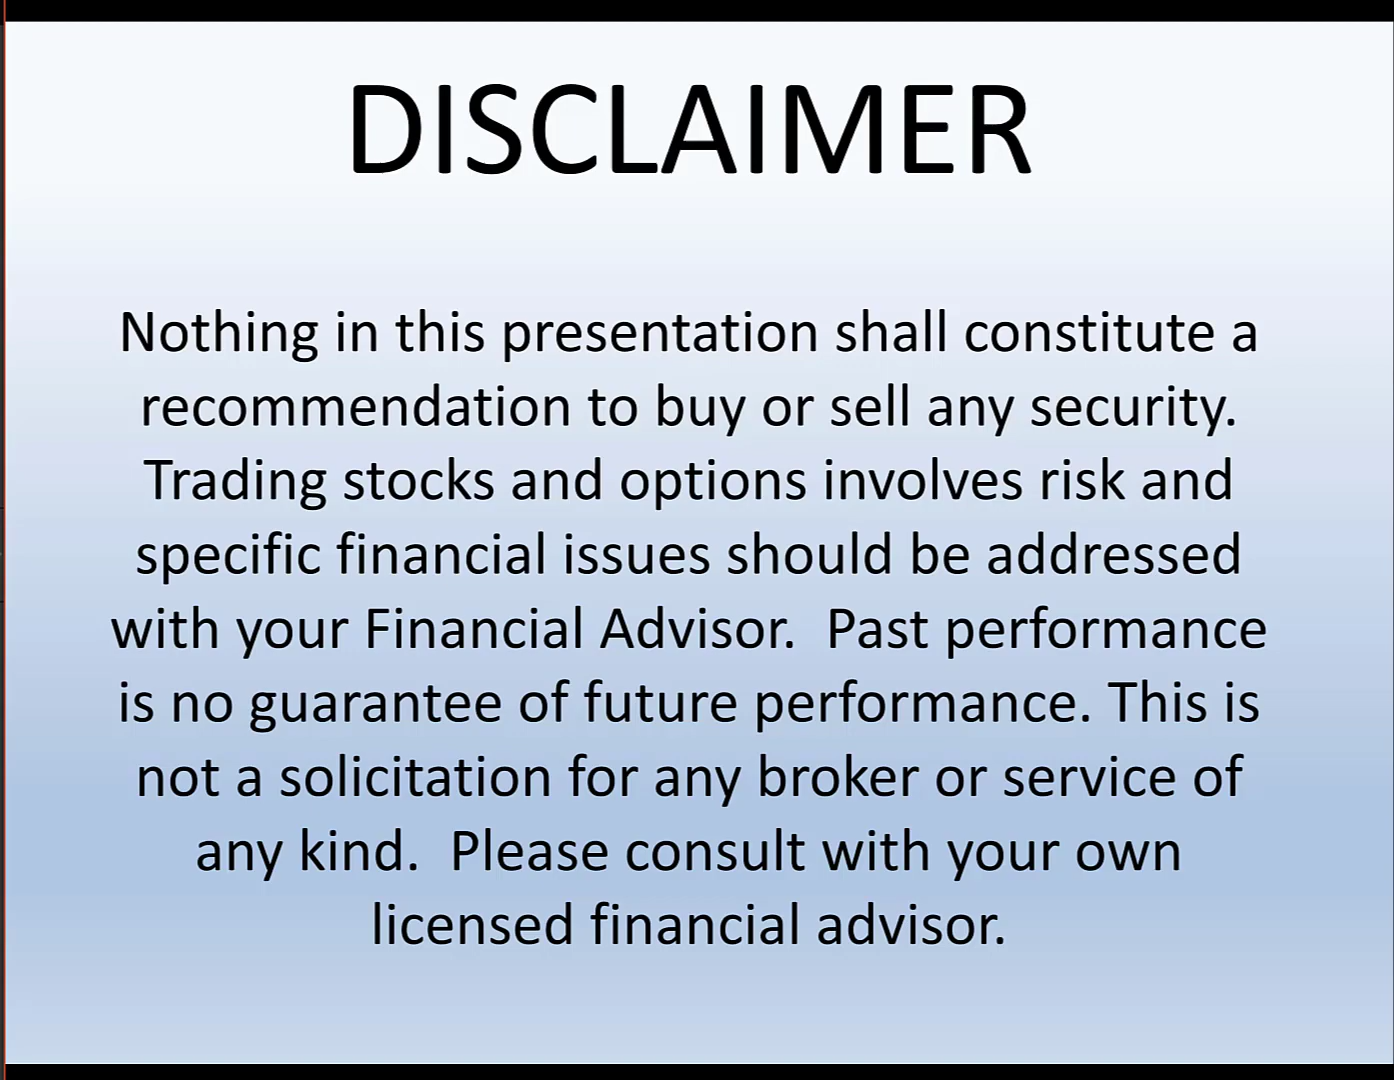 DISCLAIMER
Nothing in this presentation shall constitute a
recommendation to buy or sell any security.
Trading stocks and options involves risk and
specific financial issues should be addressed
with your Financial Advisor.  Past performance
is no guarantee of future performance. This is
not a solicitation for any broker or service of
any kind.  Please consult with your own
licensed financial advisor.